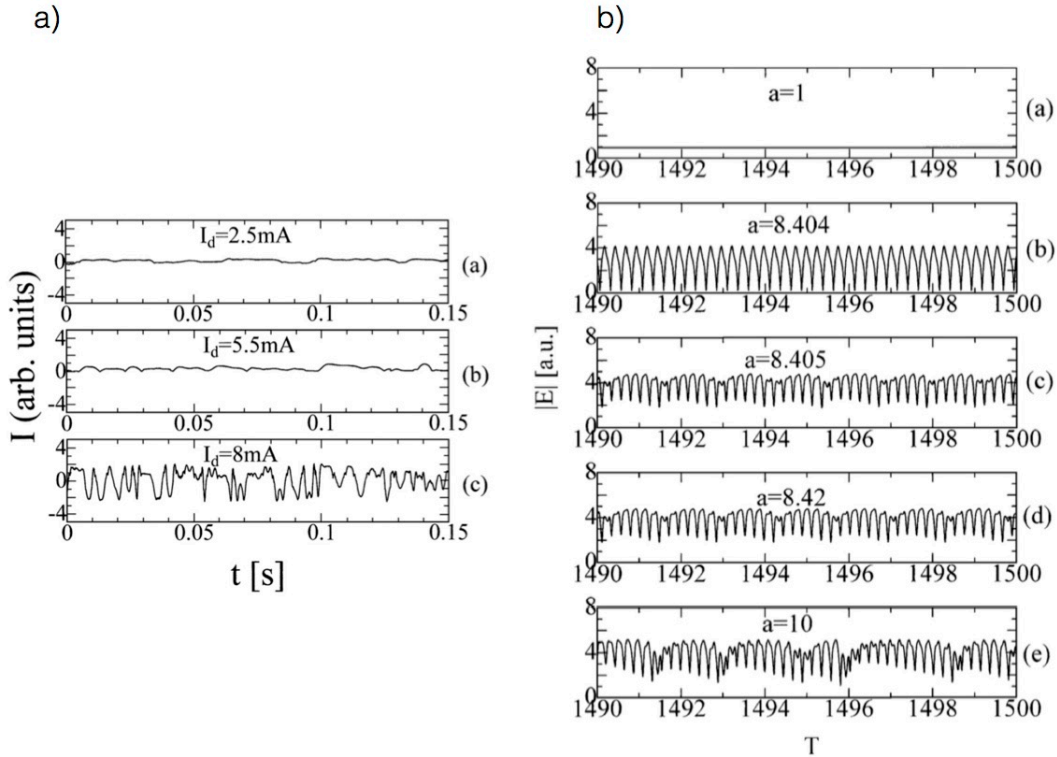 a)
I (arb. units)
4
0
-4
I_d=2.5mA
(a)
0 0.05 0.1 0.15
4
0
-4
I_d=5.5mA
(b)
0 0.05 0.1 0.15
4
0
-4
I_d=8mA
(c)
0 0.05 0.1 0.15
t [s]
b)
|E| [a.u.]
8
4
0
a=1
(a)
1490 1492 1494 1496 1498 1500
8
4
0
a=8.404
(b)
1490 1492 1494 1496 1498 1500
8
4
0
a=8.405
(c)
1490 1492 1494 1496 1498 1500
8
4
0
a=8.42
(d)
1490 1492 1494 1496 1498 1500
8
4
0
a=10
(e)
1490 1492 1494 1496 1498 1500
T